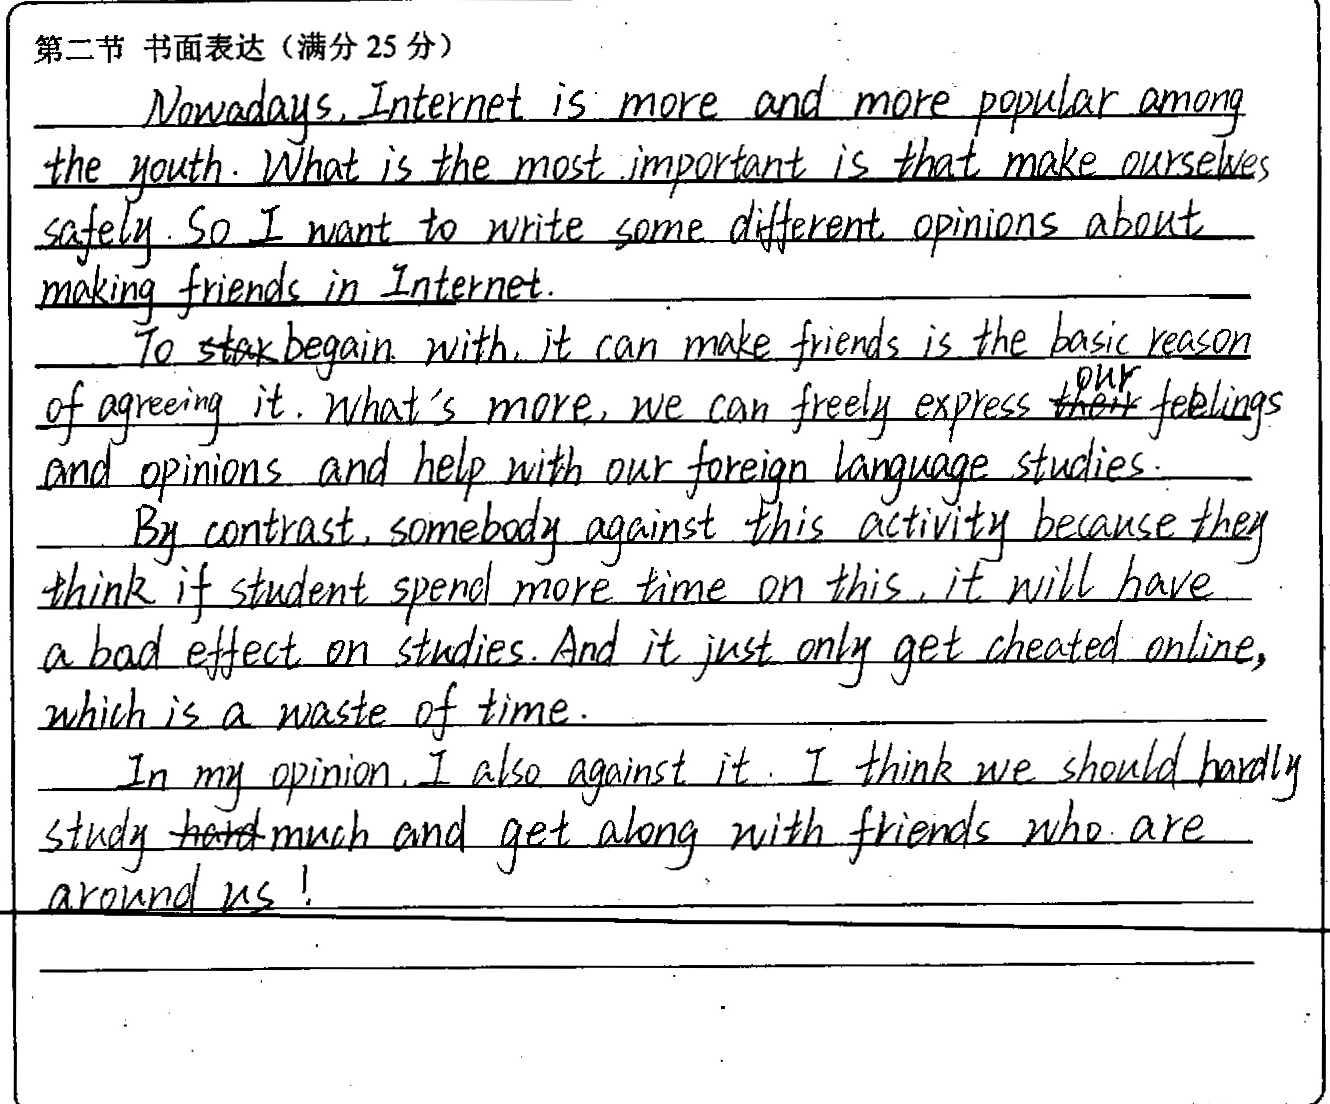 第二节 书面表达（满分 25 分）
Nowadays, Internet is more and more popular among
the youth. What is the most important is that make ourselves
safely. So I want to write some different opinions about
making friends in Internet.
To begain with, it can make friends is the basic reason
of agreeing it. What's more, we can freely express our feelings
and opinions and help with our foreign language studies.
By contrast, somebody against this activity because they
think if student spend more time on this, it will have
a bad effect on studies. And it just only get cheated online,
which is a waste of time.
In my opinion, I also against it. I think we should hardly
study much and get along with friends who are
around us!